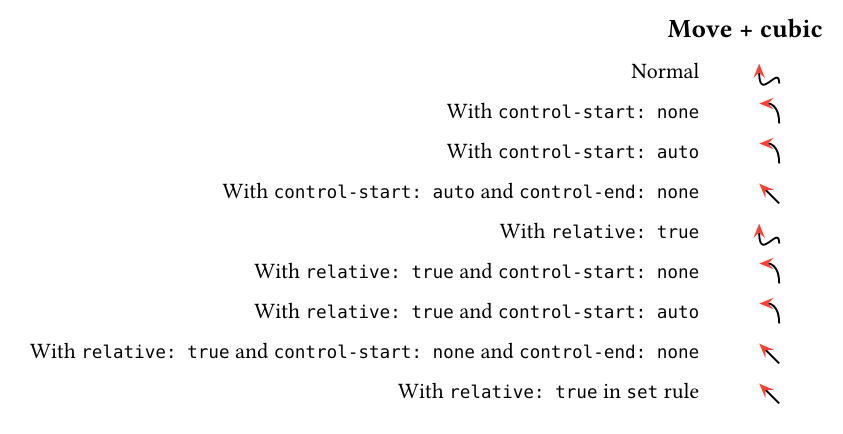 Move + cubic
Normal
With control-start: none
With control-start: auto
With control-start: auto and control-end: none
With relative: true
With relative: true and control-start: none
With relative: true and control-start: auto
With relative: true and control-start: none and control-end: none
With relative: true in set rule